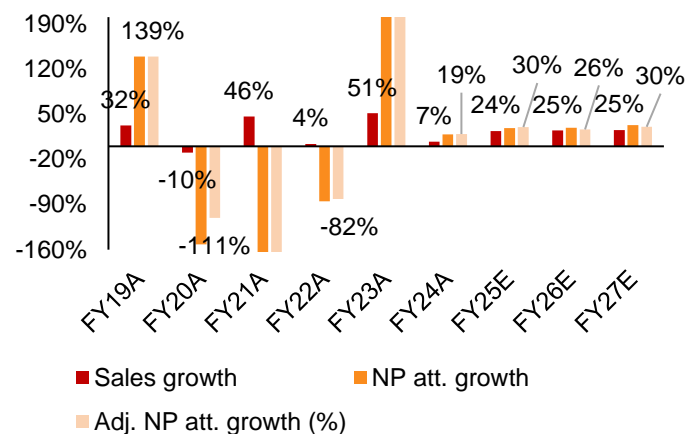 190%
120%
50%
-20%
-90%
-160%
32%
139%
-10%
-111%
46%
4%
-82%
51%
7%
19%
24%
30%
25%
26%
25%
30%
FY19A
FY20A
FY21A
FY22A
FY23A
FY24A
FY25E
FY26E
FY27E
Sales growth
NP att. growth
Adj. NP att. growth (%)